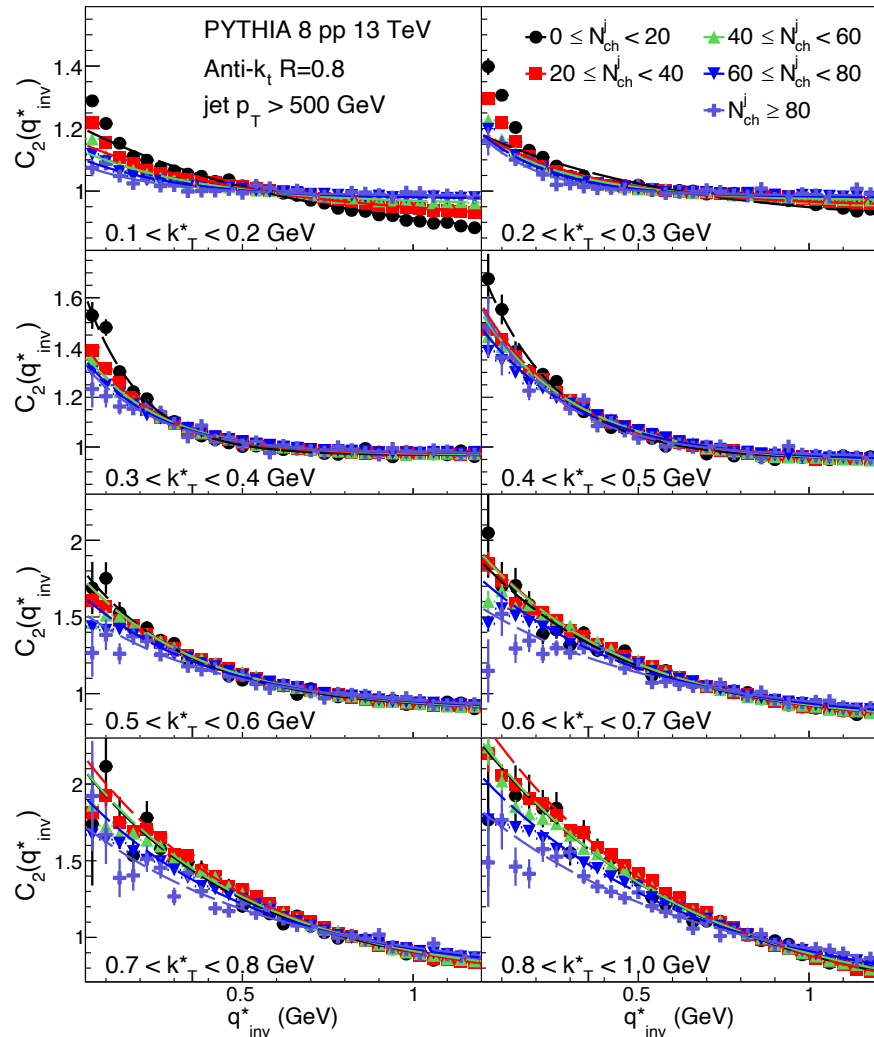 PYTHIA 8 pp 13 TeV
Anti-k_t R=0.8
jet p_T > 500 GeV
0 ≤ N^j_ch < 20
20 ≤ N^j_ch < 40
40 ≤ N^j_ch < 60
60 ≤ N^j_ch < 80
N^j_ch ≥ 80
C_2(q*_inv)
1.4
1.2
1
0.1 < k*_T < 0.2 GeV
0.2 < k*_T < 0.3 GeV
C_2(q*_inv)
1.6
1.4
1.2
1
0.3 < k*_T < 0.4 GeV
0.4 < k*_T < 0.5 GeV
C_2(q*_inv)
2
1.5
1
0.5 < k*_T < 0.6 GeV
0.6 < k*_T < 0.7 GeV
C_2(q*_inv)
2
1.5
1
0.7 < k*_T < 0.8 GeV
0.8 < k*_T < 1.0 GeV
0.5 1
0.5 1
q*_inv (GeV)
q*_inv (GeV)